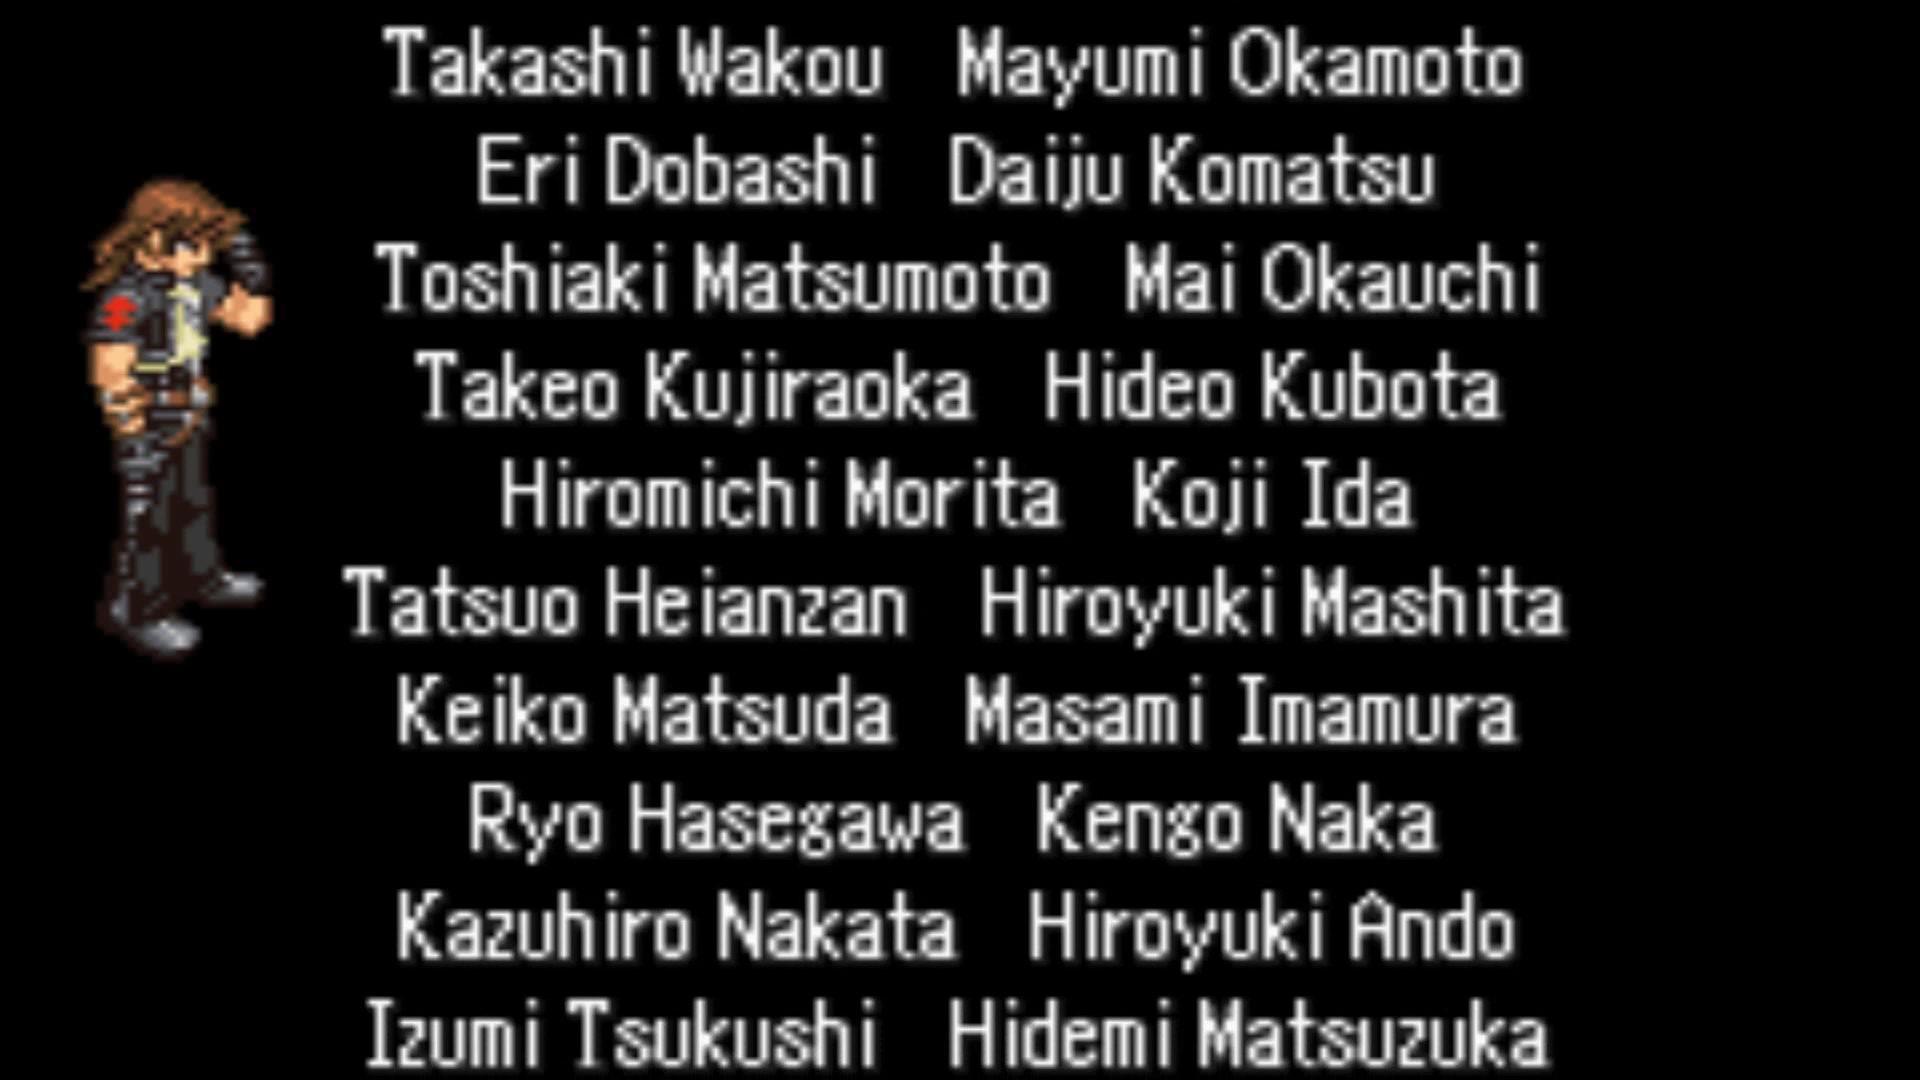 Takashi Wakou Mayumi Okamoto
Eri Dobashi Daiju Komatsu
Toshiaki Matsumoto Mai Okauchi
Takeo Kujiraoka Hideo Kubota
Hiromichi Morita Koji Ida
Tatsuo Heianzan Hiroyuki Mashita
Keiko Matsuda Masami Imamura
Ryo Hasegawa Kengo Naka
Kazuhiro Nakata Hiroyuki Ando
Izumi Tsukushi Hidemi Matsuzuka